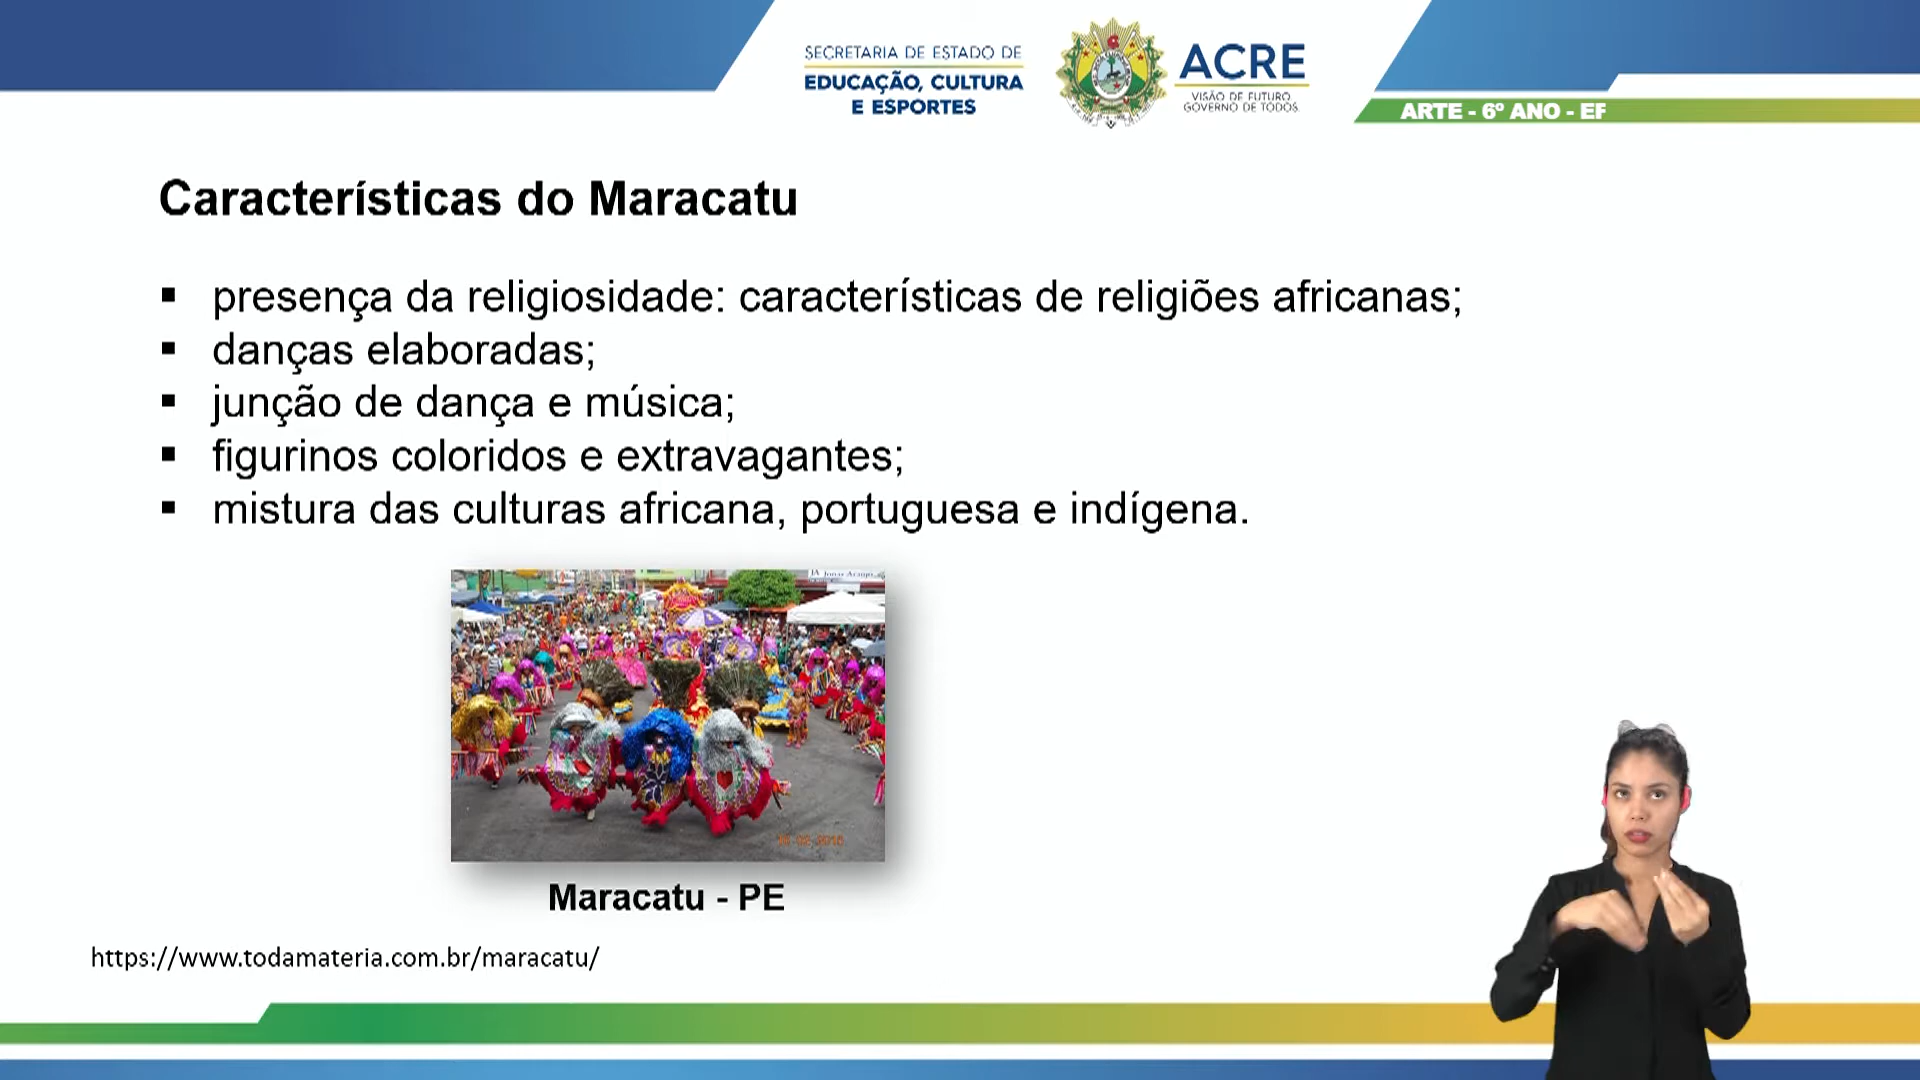 SECRETARIA DE ESTADO DE
EDUCAÇÃO, CULTURA
E ESPORTES
ACRE
VISÃO DE FUTURO
GOVERNO DE TODOS
ARTE - 6º ANO - EF
Características do Maracatu
▪ presença da religiosidade: características de religiões africanas;
▪ danças elaboradas;
▪ junção de dança e música;
▪ figurinos coloridos e extravagantes;
▪ mistura das culturas africana, portuguesa e indígena.
Maracatu - PE
https://www.todamateria.com.br/maracatu/